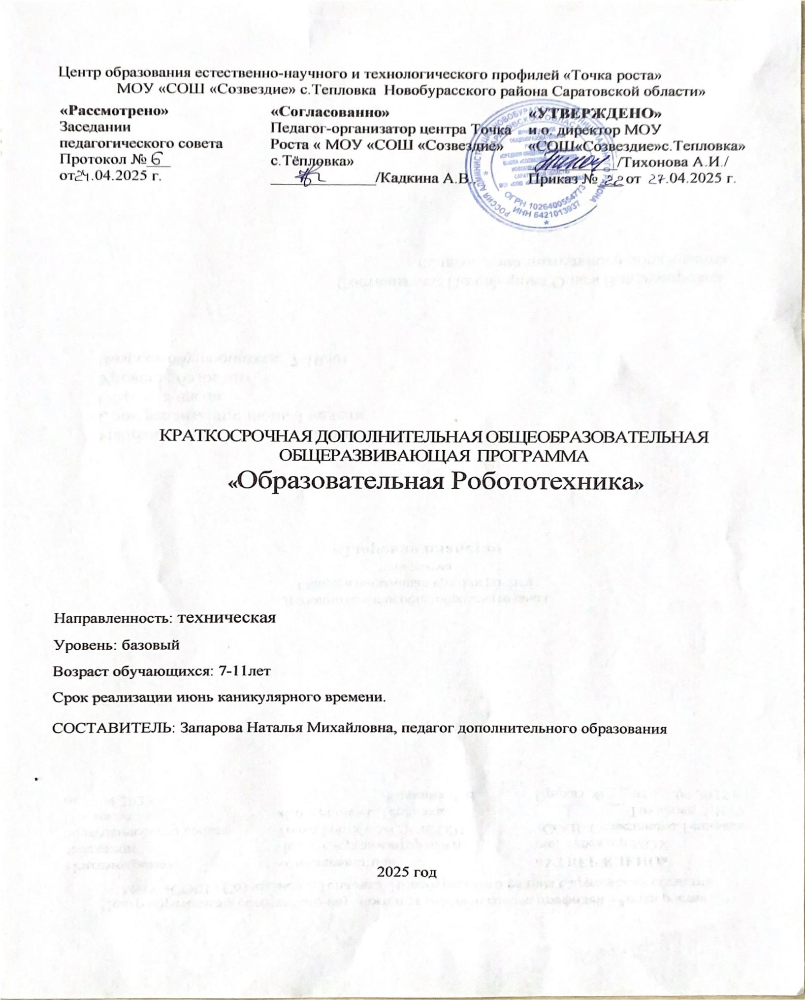 Центр образования естественно-научного и технологического профилей «Точка роста»
МОУ «СОШ «Созвездие» с.Тепловка Новобурасского района Саратовской области»
«Рассмотрено»
Заседании
педагогического совета
Протокол № 6
от 24.04.2025 г.
«Согласованно»
Педагог-организатор центра Точка
Роста « МОУ «СОШ «Созвездие»
с.Тёпловка»
/Кадкина А.В..
«УТВЕРЖДЕНО»
и.о. директор МОУ
«СОШ«Созвездие»с.Тепловка»
/Тихонова А.И./
Приказ № 22 от 27.04.2025 г.
ОГРН 1026400554773
ИНН 6421013937
КРАТКОСРОЧНАЯ ДОПОЛНИТЕЛЬНАЯ ОБЩЕОБРАЗОВАТЕЛЬНАЯ
ОБЩЕРАЗВИВАЮЩАЯ ПРОГРАММА
«Образовательная Робототехника»
Направленность: техническая
Уровень: базовый
Возраст обучающихся: 7-11лет
Срок реализации июнь каникулярного времени.
СОСТАВИТЕЛЬ: Запарова Наталья Михайловна, педагог дополнительного образования
2025 год